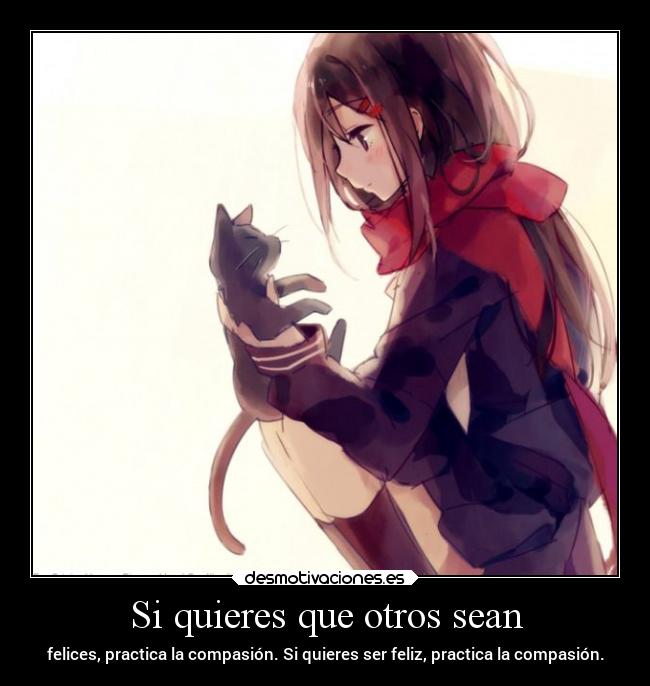 desmotivaciones.es
Si quieres que otros sean
felices, practica la compasión. Si quieres ser feliz, practica la compasión.